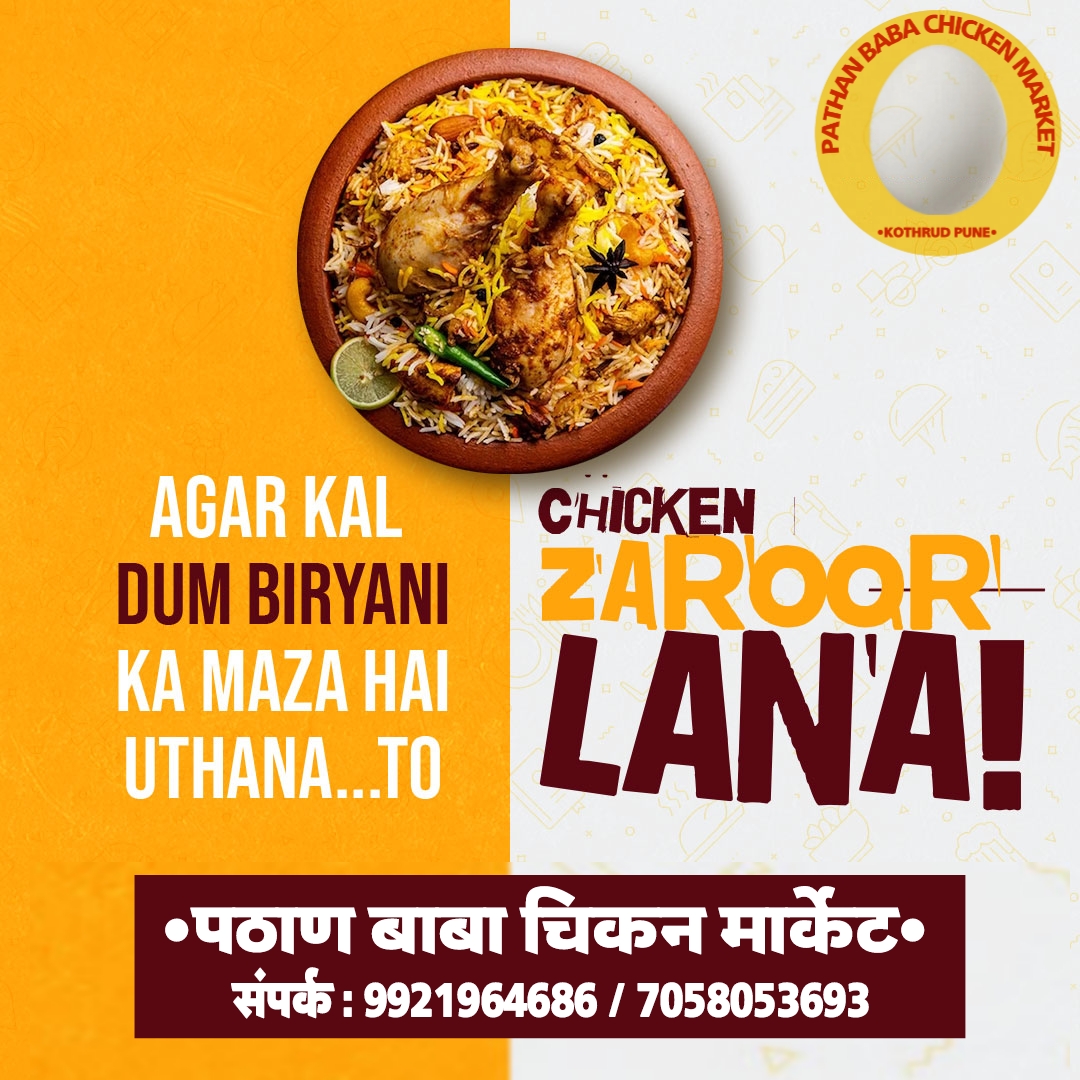 PATHAN BABA CHICKEN MARKET
•KOTHRUD PUNE•
AGAR KAL
DUM BIRYANI
KA MAZA HAI
UTHANA...TO
CHICKEN
ZAROOR
LANA!
•पठाण बाबा चिकन मार्केट•
संपर्क : 9921964686 / 7058053693